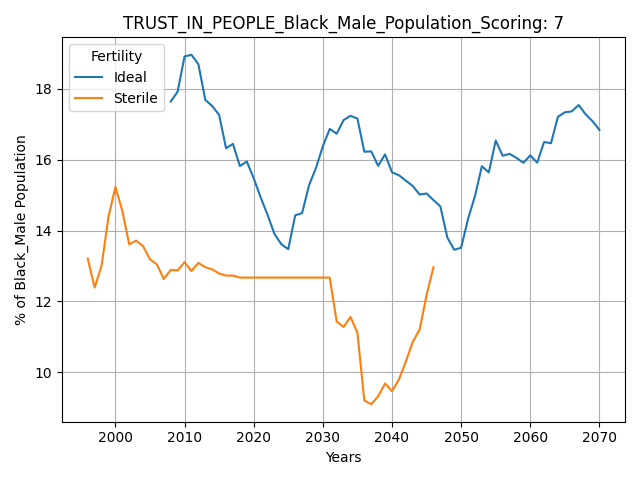 TRUST_IN_PEOPLE_Black_Male_Population_Scoring: 7
Fertility
Ideal
Sterile
% of Black_Male Population
18
16
14
12
10
2000 2010 2020 2030 2040 2050 2060 2070
Years